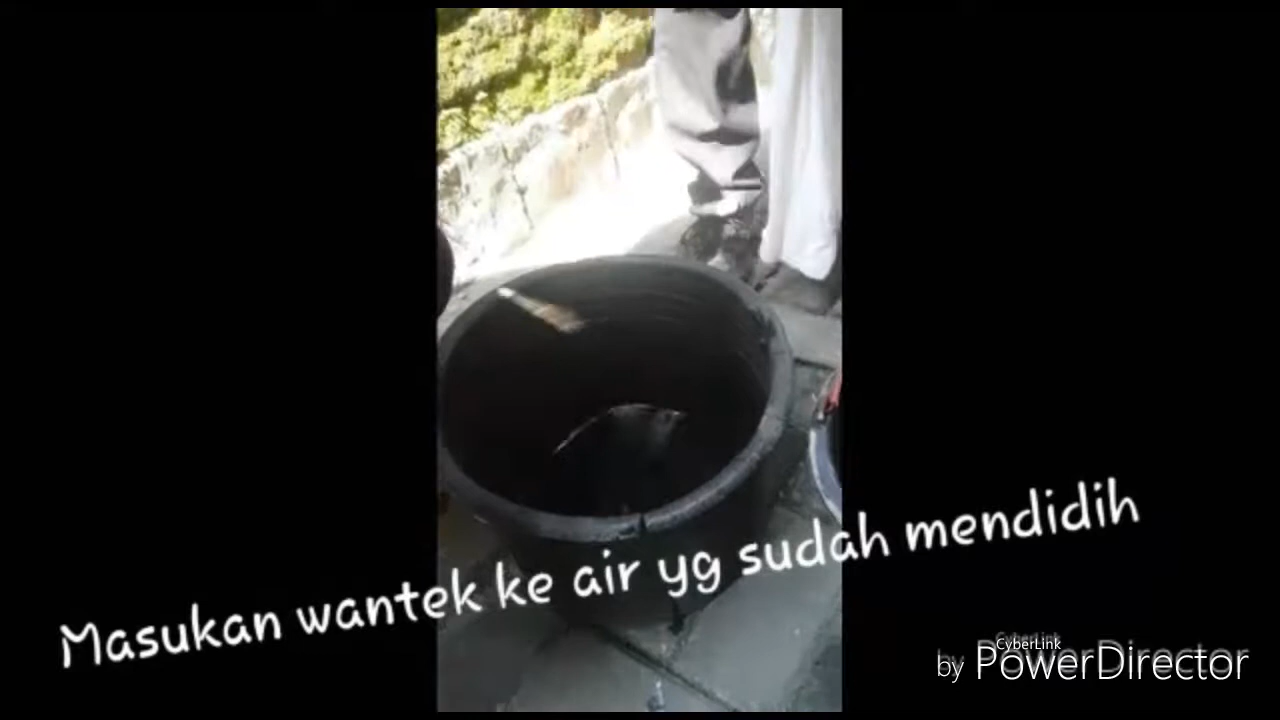 Masukan wantek ke air yg sudah mendidih
CyberLink
by PowerDirector